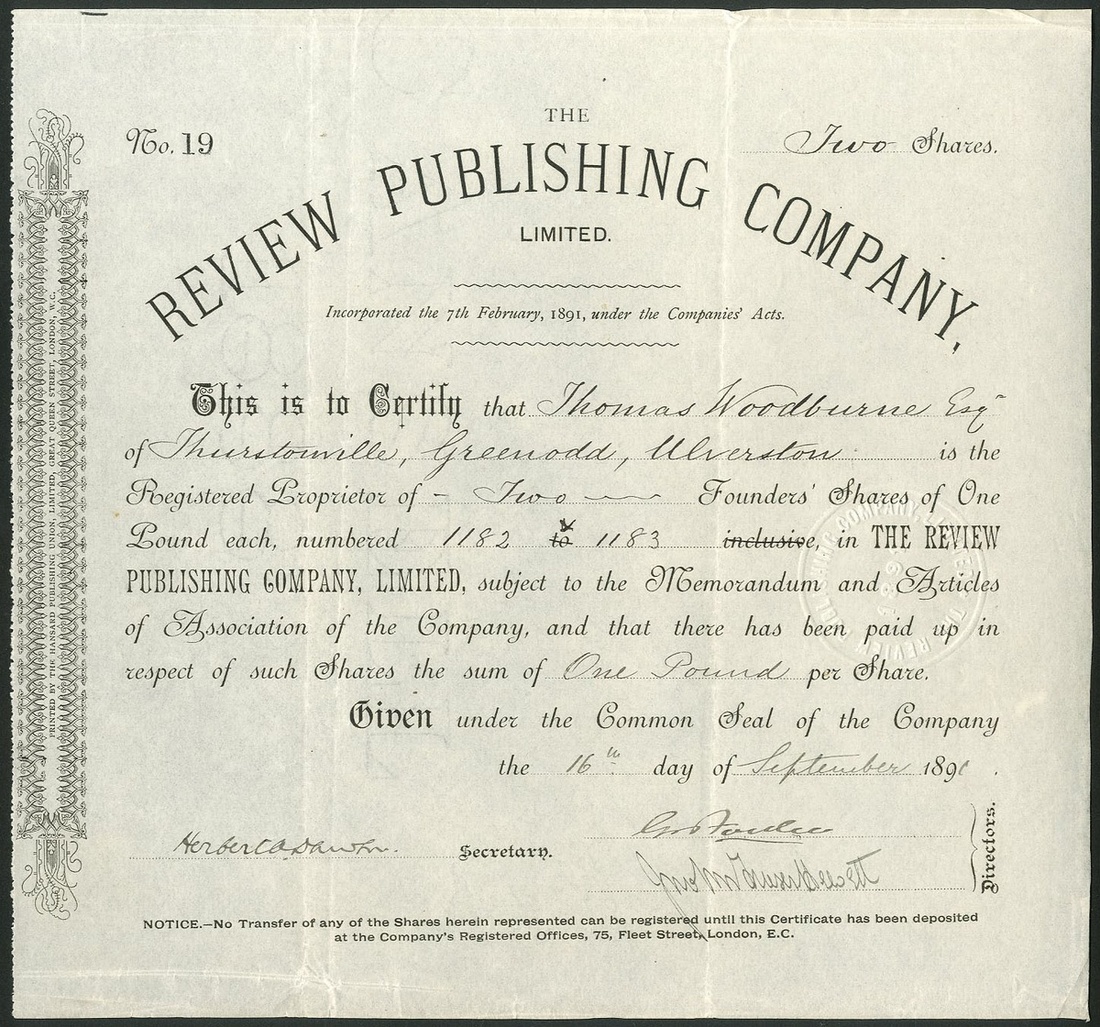 THE
No. 19
Two Shares.
REVIEW PUBLISHING COMPANY,
LIMITED.
Incorporated the 7th February, 1891, under the Companies' Acts.
This is to Certify that Thomas Woodburne Esqr
of Thurstonville, Greenodd, Ulverston is the
Registered Proprietor of – Two — Founders' Shares of One
Pound each, numbered 1182 to & 1183 inclusive, in THE REVIEW
PUBLISHING COMPANY, LIMITED, subject to the Memorandum and Articles
of Association of the Company, and that there has been paid up in
respect of such Shares the sum of One Pound per Share.
Given under the Common Seal of the Company
the 16th day of September 1891.
Secretary.
Directors.
NOTICE.—No Transfer of any of the Shares herein represented can be registered until this Certificate has been deposited
at the Company's Registered Offices, 75, Fleet Street, London, E.C.
PRINTED BY THE HANSARD PUBLISHING UNION, LIMITED, GREAT QUEEN STREET, LONDON, W.C.